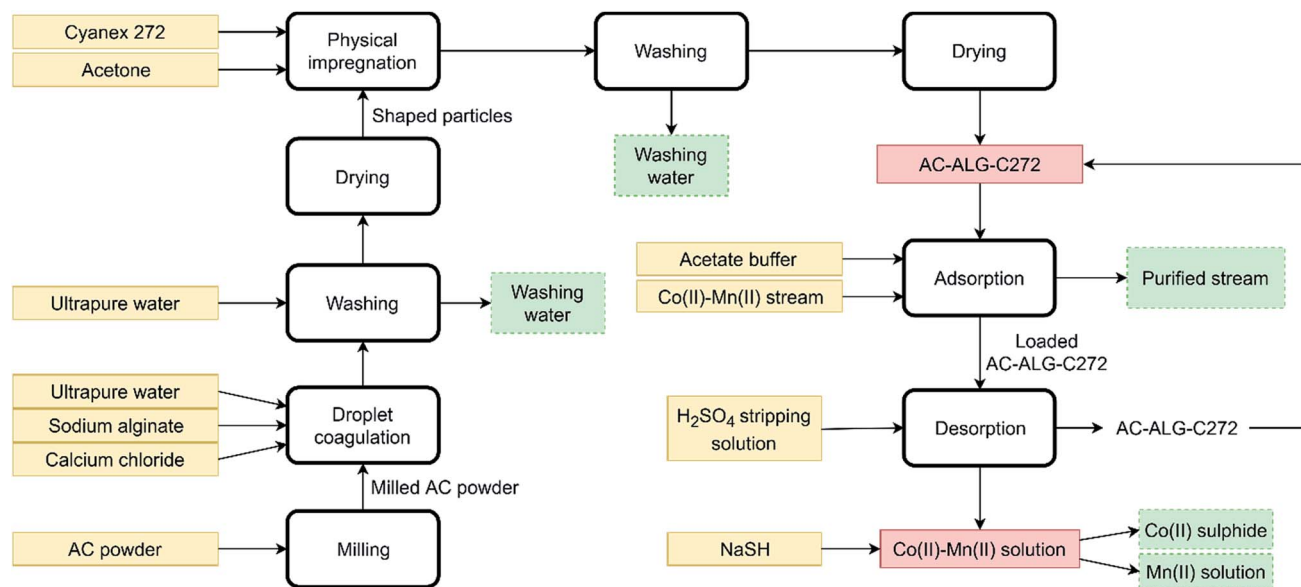 Cyanex 272
Acetone
Physical
impregnation
Washing
Drying
Shaped particles
Washing
water
AC-ALG-C272
Drying
Ultrapure water
Washing
Washing
water
Acetate buffer
Co(II)-Mn(II) stream
Adsorption
Purified stream
Loaded
AC-ALG-C272
Ultrapure water
Sodium alginate
Calcium chloride
Droplet
coagulation
H₂SO₄ stripping
solution
Desorption
AC-ALG-C272
Milled AC powder
AC powder
Milling
NaSH
Co(II)-Mn(II) solution
Co(II) sulphide
Mn(II) solution